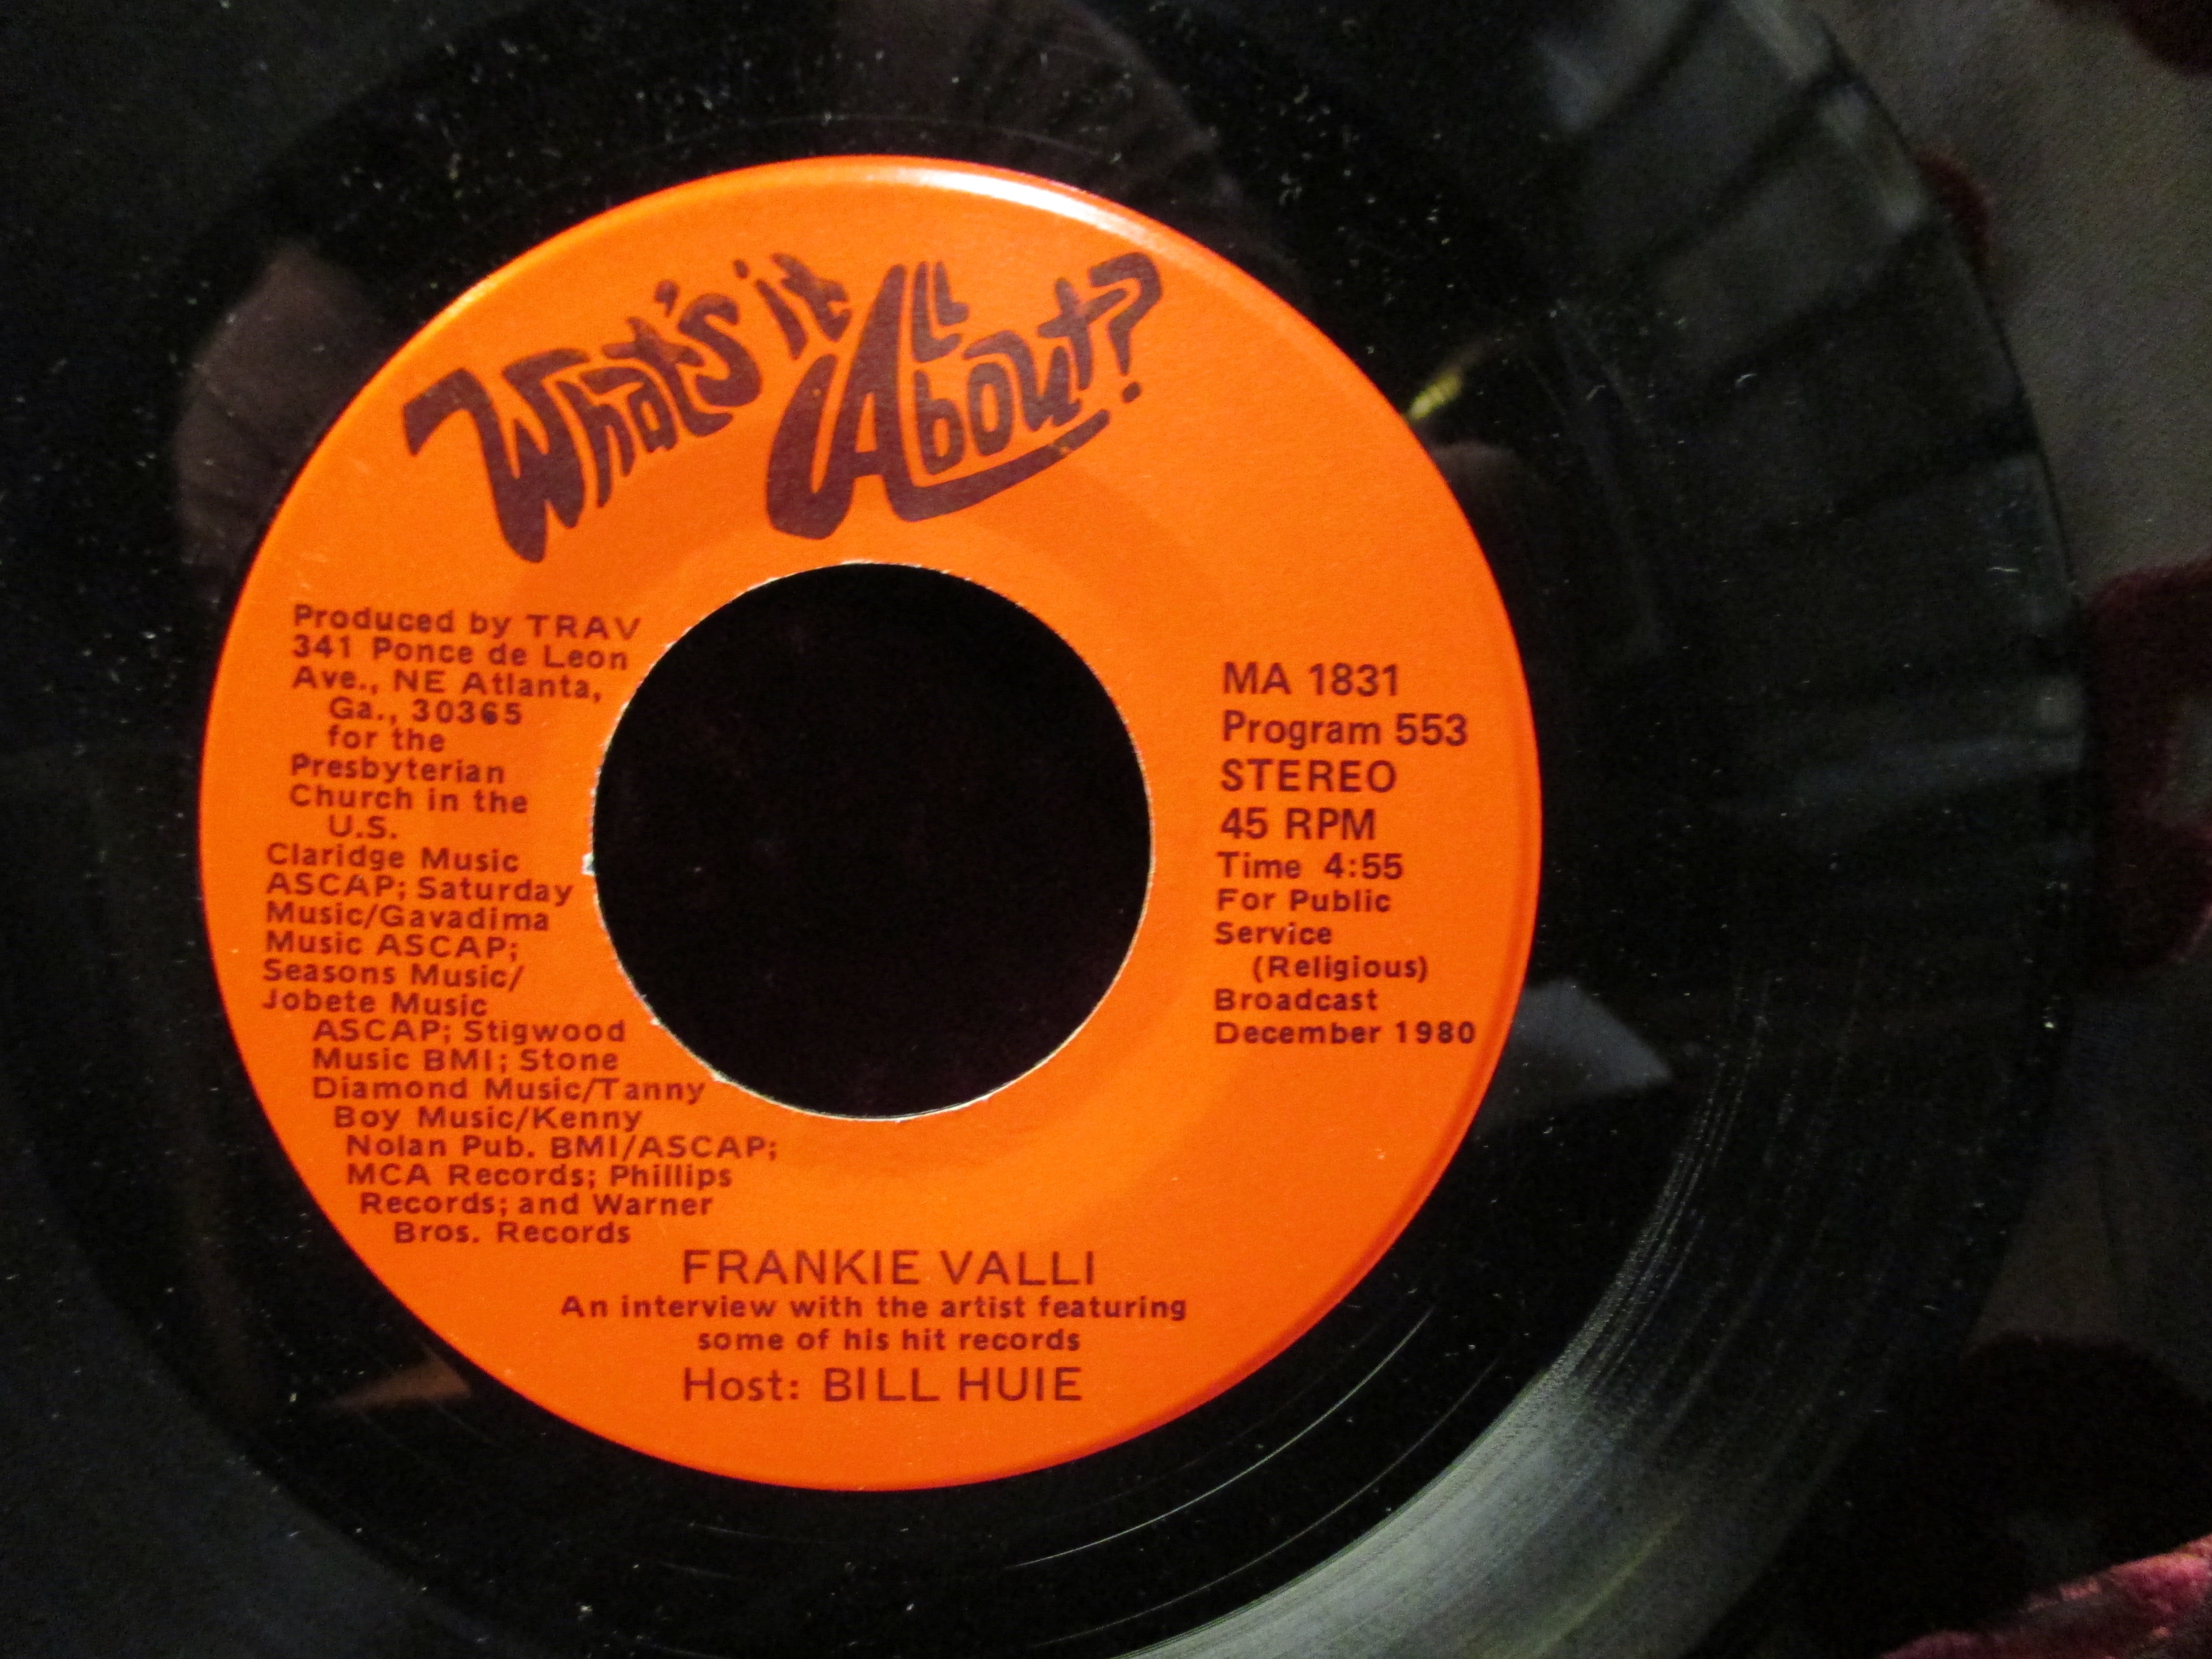 What's it All About?
Produced by TRAV
341 Ponce de Leon
Ave., NE Atlanta,
Ga., 30365
for the
Presbyterian
Church in the
U.S.
Claridge Music
ASCAP; Saturday
Music/Gavadima
Music ASCAP;
Seasons Music/
Jobete Music
ASCAP; Stigwood
Music BMI; Stone
Diamond Music/Tanny
Boy Music/Kenny
Nolan Pub. BMI/ASCAP;
MCA Records; Phillips
Records; and Warner
Bros. Records
MA 1831
Program 553
STEREO
45 RPM
Time 4:55
For Public
Service
(Religious)
Broadcast
December 1980
FRANKIE VALLI
An interview with the artist featuring
some of his hit records
Host: BILL HUIE